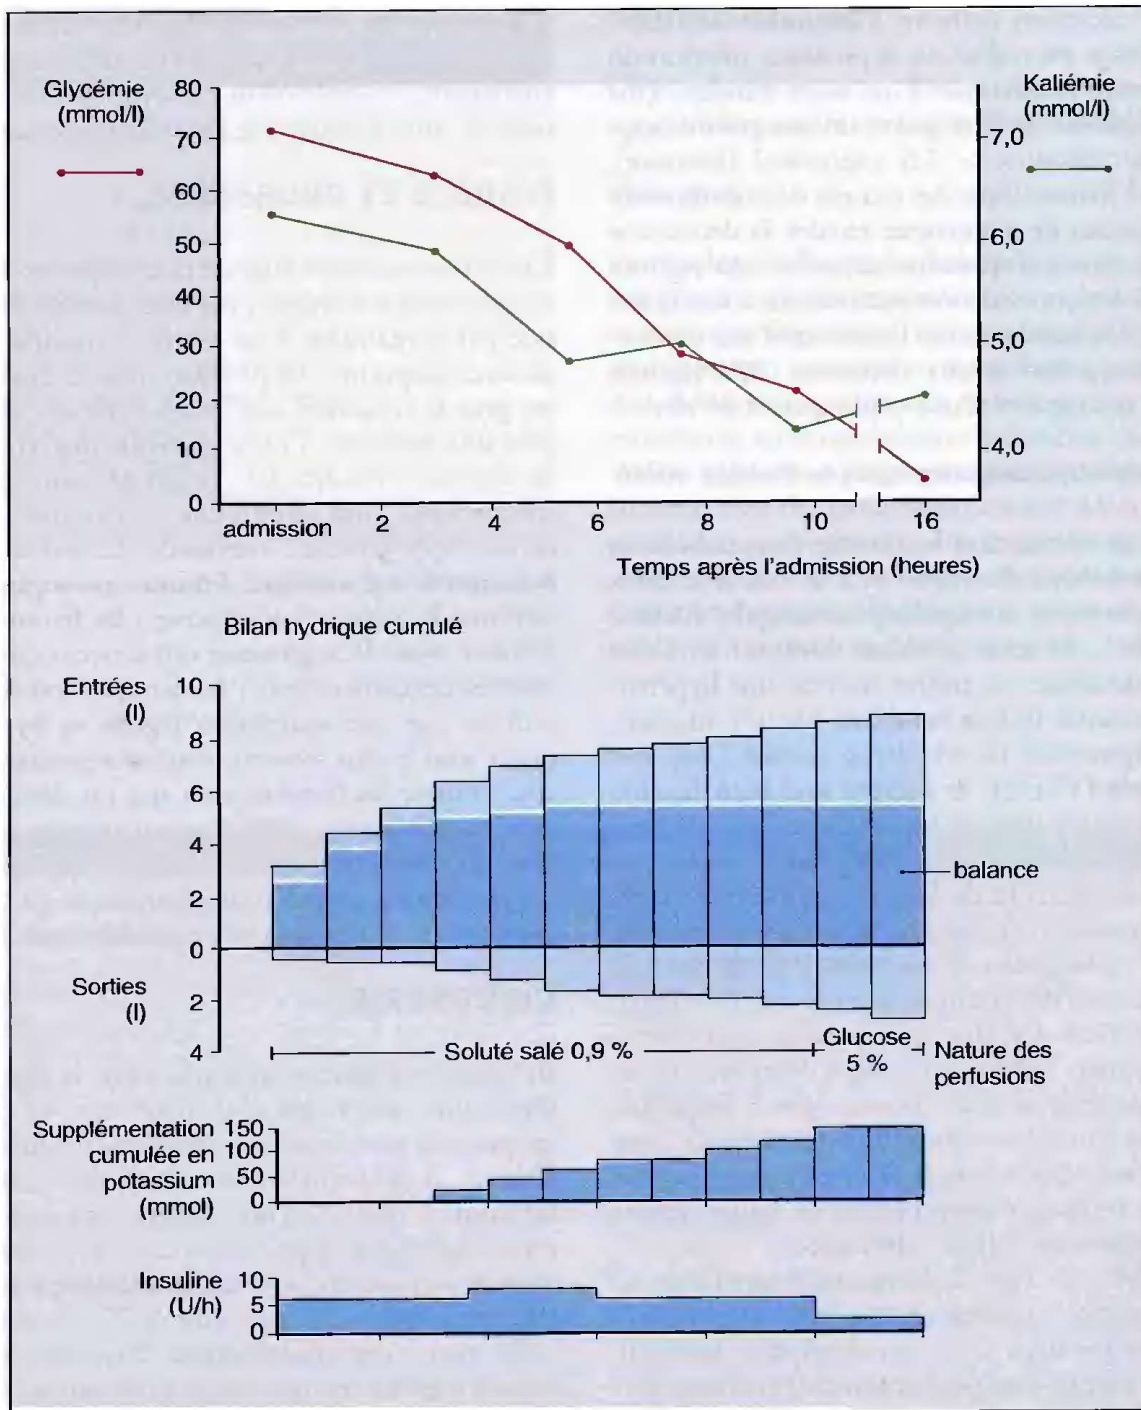 Glycémie
(mmol/l)
80
70
60
50
40
30
20
10
0
Kaliémie
(mmol/l)
7,0
6,0
5,0
4,0
admission 2 4 6 8 10 16
Temps après l'admission (heures)
Bilan hydrique cumulé
Entrées
(l)
10
8
6
4
2
0
Sorties
(l)
2
4
balance
Soluté salé 0,9 %
Glucose
5 %
Nature des
perfusions
Supplémentation
cumulée en
potassium
(mmol)
150
100
50
0
Insuline
(U/h)
10
5
0